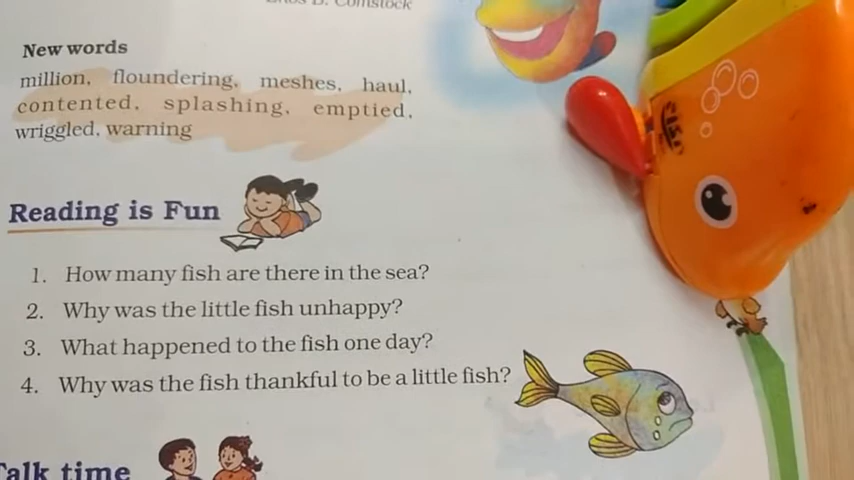 Comstock
New words
million, floundering, meshes, haul,
contented, splashing, emptied,
wriggled, warning
Reading is Fun
1. How many fish are there in the sea?
2. Why was the little fish unhappy?
3. What happened to the fish one day?
4. Why was the fish thankful to be a little fish?
Talk time